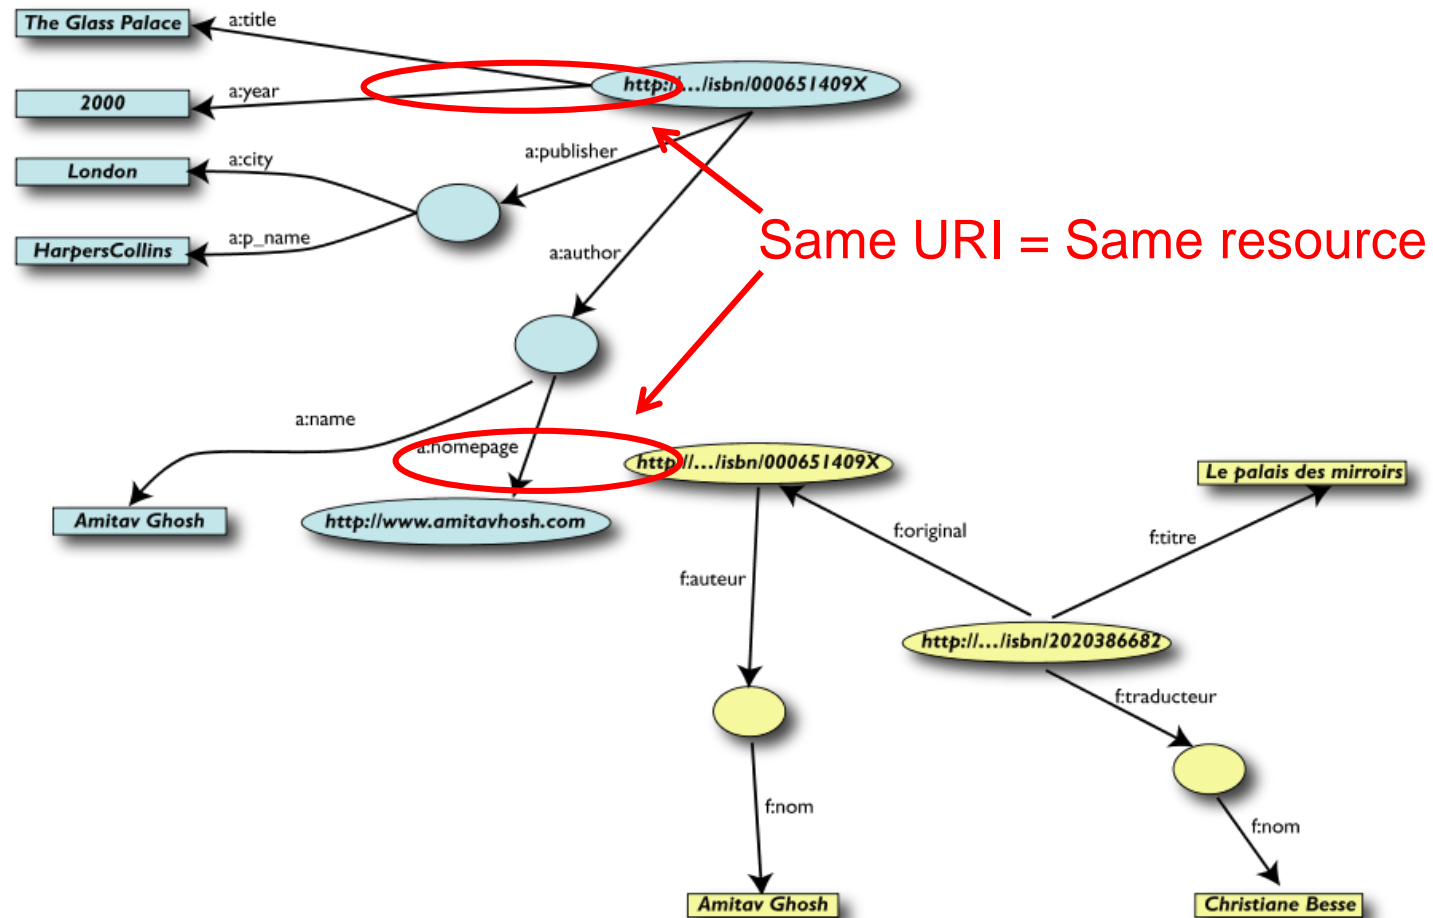 The Glass Palace
a:title
http://.../isbn/000651409X
2000
a:year
a:publisher
London
a:city
HarpersCollins
a:p_name
a:author
Same URI = Same resource
a:name
a:homepage
http://.../isbn/000651409X
Le palais des mirroirs
Amitav Ghosh
http://www.amitavhosh.com
f:original
f:titre
f:auteur
http://.../isbn/2020386682
f:traducteur
f:nom
f:nom
Amitav Ghosh
Christiane Besse